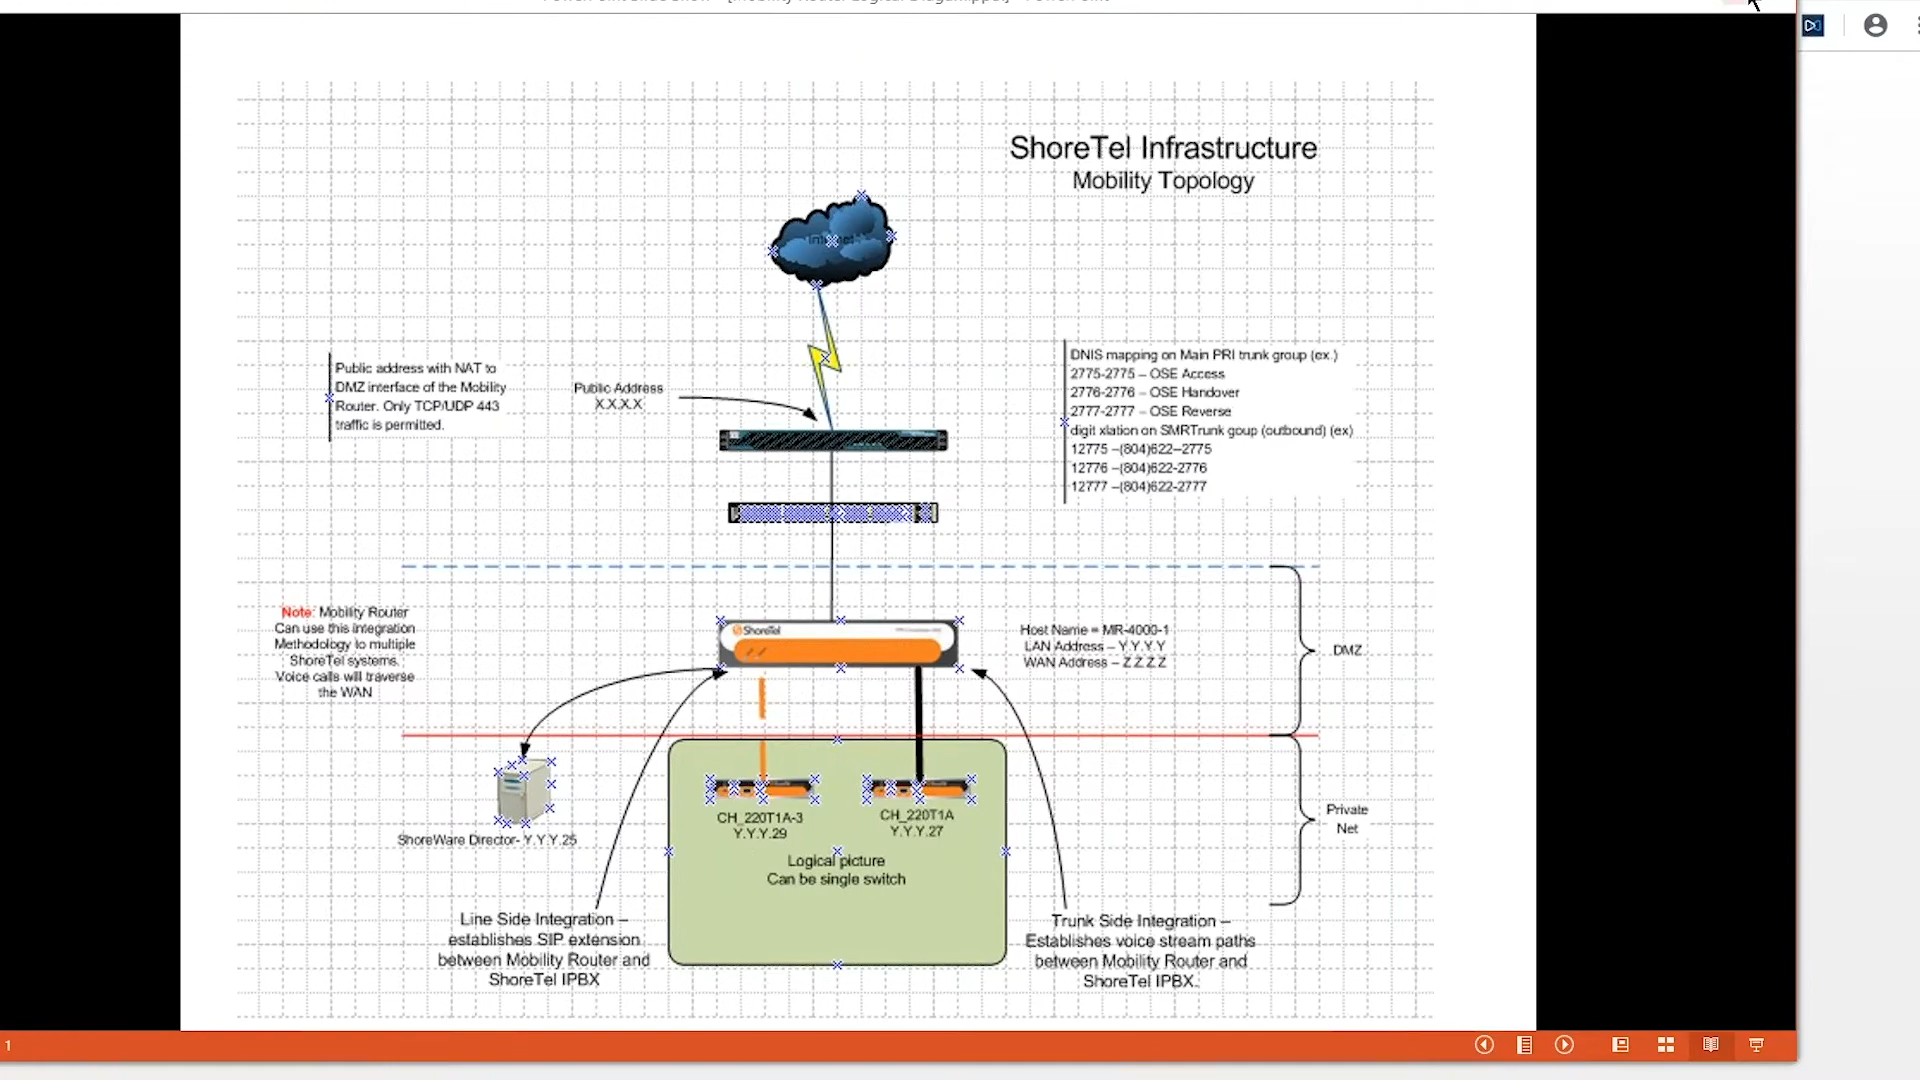 ShoreTel Infrastructure
Mobility Topology
Public address with NAT to
DMZ interface of the Mobility
Router. Only TCP/UDP 443
traffic is permitted.
Public Address
X.X.X.X
DNIS mapping on Main PRI trunk group (ex.)
2775-2775 – OSE Access
2776-2776 – OSE Handover
2777-2777 – OSE Reverse
digit xlation on SMRTrunk goup (outbound) (ex)
12775 –(804)622–2775
12776 –(804)622-2776
12777 –(804)622-2777
Note: Mobility Router
Can use this integration
Methodology to multiple
ShoreTel systems.
Voice calls will traverse
the WAN
ShoreTel
Host Name = MR-4000-1
LAN Address – Y.Y.Y.Y
WAN Address – Z.Z.Z.Z
DMZ
Private
Net
ShoreWare Director- Y.Y.Y.25
CH_220T1A-3
Y.Y.Y.29
CH_220T1A
Y.Y.Y.27
Logical picture
Can be single switch
Line Side Integration –
establishes SIP extension
between Mobility Router and
ShoreTel IPBX
Trunk Side Integration –
Establishes voice stream paths
between Mobility Router and
ShoreTel IPBX.
1